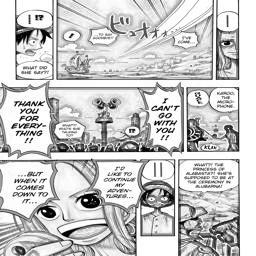 I'VE
COME...
TO SAY
GOODBYE!
!?
WHAT DID
SHE SAY?!
KAROO,
THE
MICRO-
PHONE.
I
CAN'T
GO WITH
YOU!!
!?
THANK
YOU FOR
EVERY-
THING!!
WHAT?! THE
PRINCESS OF
ALABASTA?! SHE'S
SUPPOSED TO BE
AT THE CEREMONY
IN ALUBARNA!
!!
I'D LIKE TO
CONTINUE
MY
ADVEN-
TURES...
...BUT
WHEN IT
COMES
DOWN TO
IT...